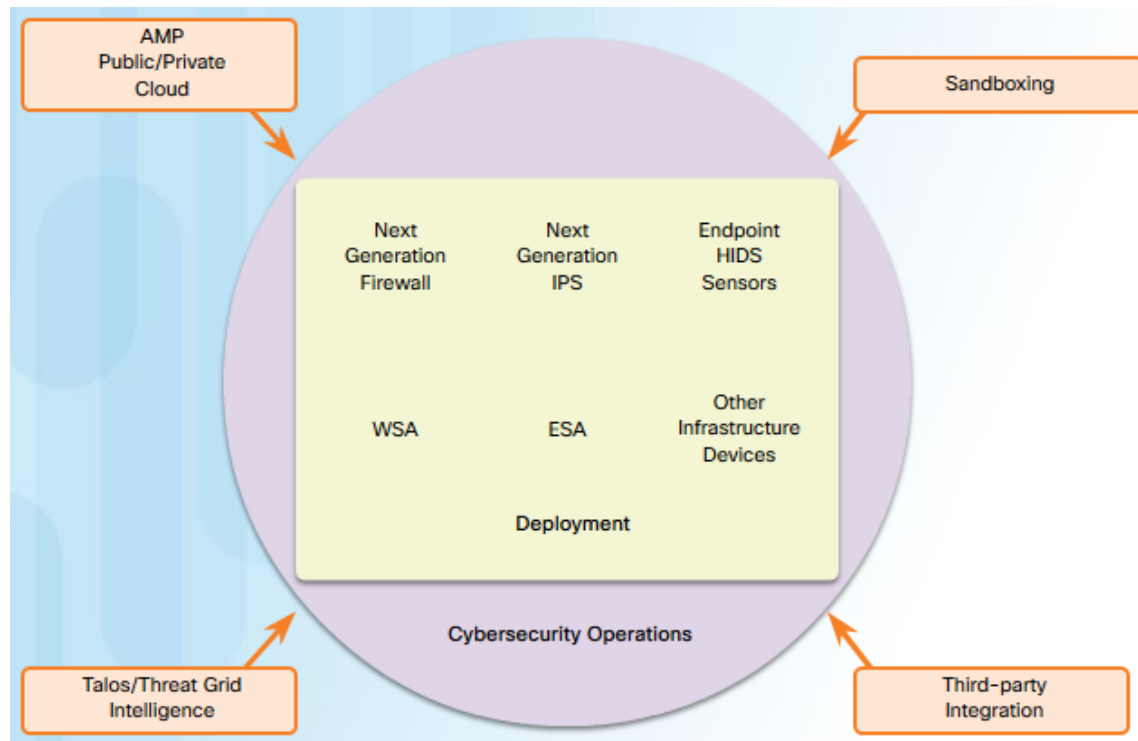 AMP
Public/Private
Cloud
Sandboxing
Next
Generation
Firewall
Next
Generation
IPS
Endpoint
HIDS
Sensors
WSA
ESA
Other
Infrastructure
Devices
Deployment
Cybersecurity Operations
Talos/Threat Grid
Intelligence
Third-party
Integration